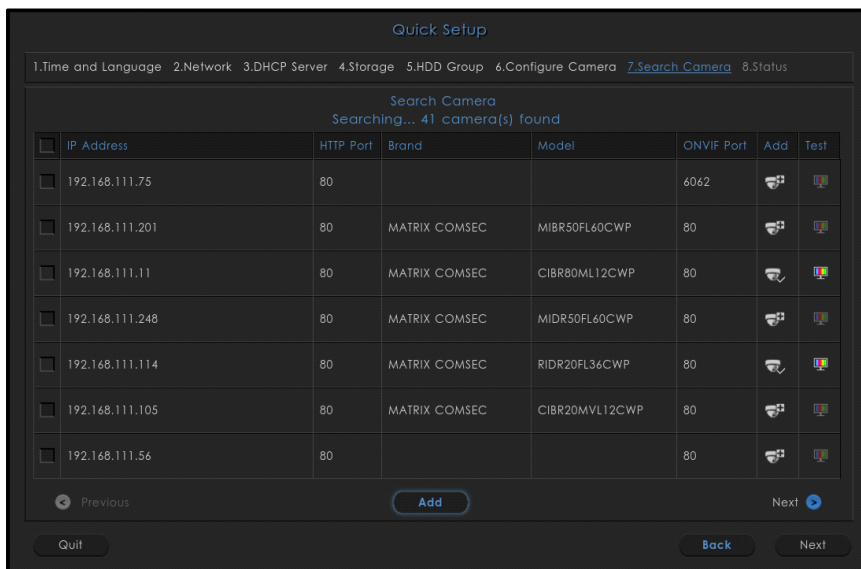 Quick Setup
1.Time and Language 2.Network 3.DHCP Server 4.Storage 5.HDD Group 6.Configure Camera 7.Search Camera 8.Status
Search Camera
Searching... 41 camera(s) found
IP Address HTTP Port Brand Model ONVIF Port Add Test
192.168.111.75 80 6062
192.168.111.201 80 MATRIX COMSEC MIBR50FL60CWP 80
192.168.111.11 80 MATRIX COMSEC CIBR80ML12CWP 80
192.168.111.248 80 MATRIX COMSEC MIDR50FL60CWP 80
192.168.111.114 80 MATRIX COMSEC RIDR20FL36CWP 80
192.168.111.105 80 MATRIX COMSEC CIBR20MVL12CWP 80
192.168.111.56 80 80
Previous Add Next
Quit Back Next